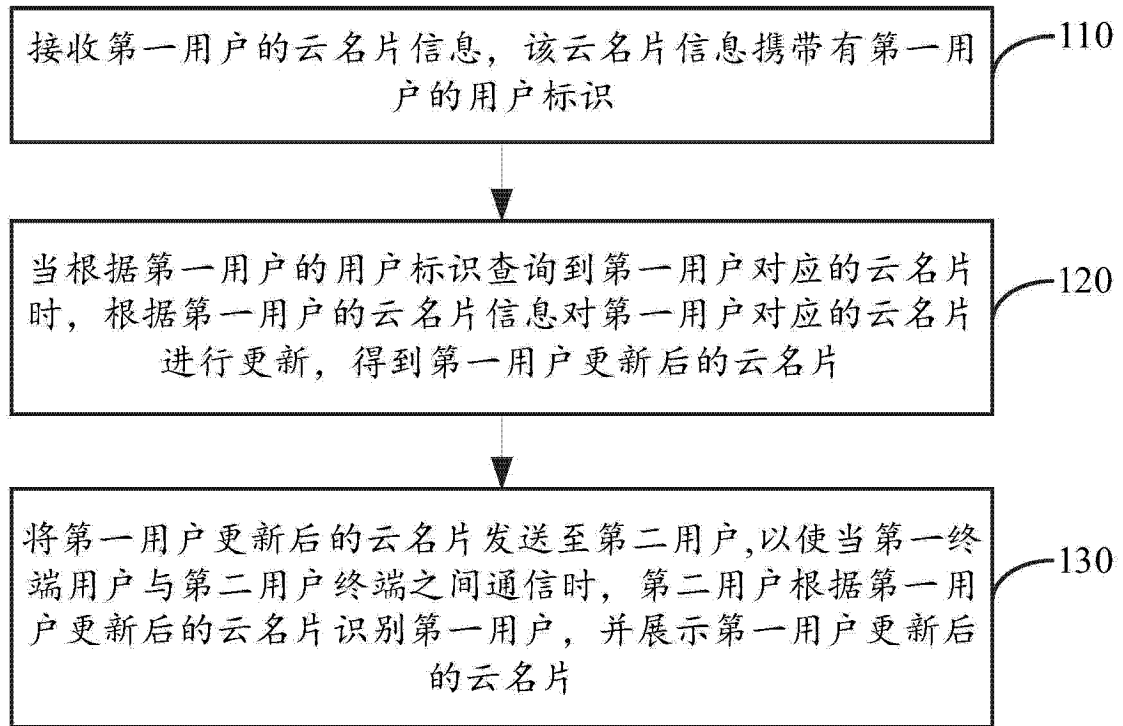 接收第一用户的云名片信息，该云名片信息携带有第一用
户的用户标识
110
当根据第一用户的用户标识查询到第一用户对应的云名片
时，根据第一用户的云名片信息对第一用户对应的云名片
进行更新，得到第一用户更新后的云名片
120
将第一用户更新后的云名片发送至第二用户,以使当第一终
端用户与第二用户终端之间通信时，第二用户根据第一用
户更新后的云名片识别第一用户，并展示第一用户更新后
的云名片
130